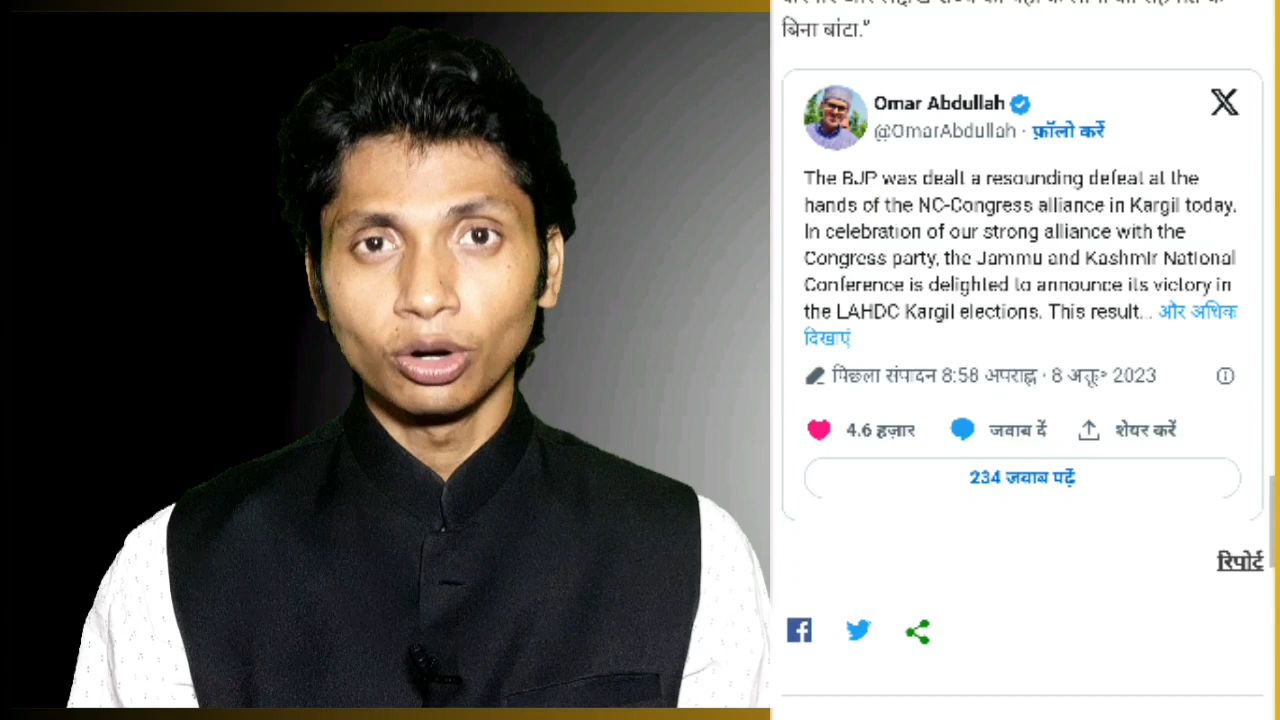 बिना बांटा.”
Omar Abdullah
@OmarAbdullah · फ़ॉलो करें
The BJP was dealt a resounding defeat at the
hands of the NC-Congress alliance in Kargil today.
In celebration of our strong alliance with the
Congress party, the Jammu and Kashmir National
Conference is delighted to announce its victory in
the LAHDC Kargil elections. This result... और अधिक
दिखाएं
पिछला संपादन 8:58 अपराह्न · 8 अक्तू॰ 2023
4.6 हज़ार जवाब दें शेयर करें
234 जवाब पढ़ें
रिपोर्ट